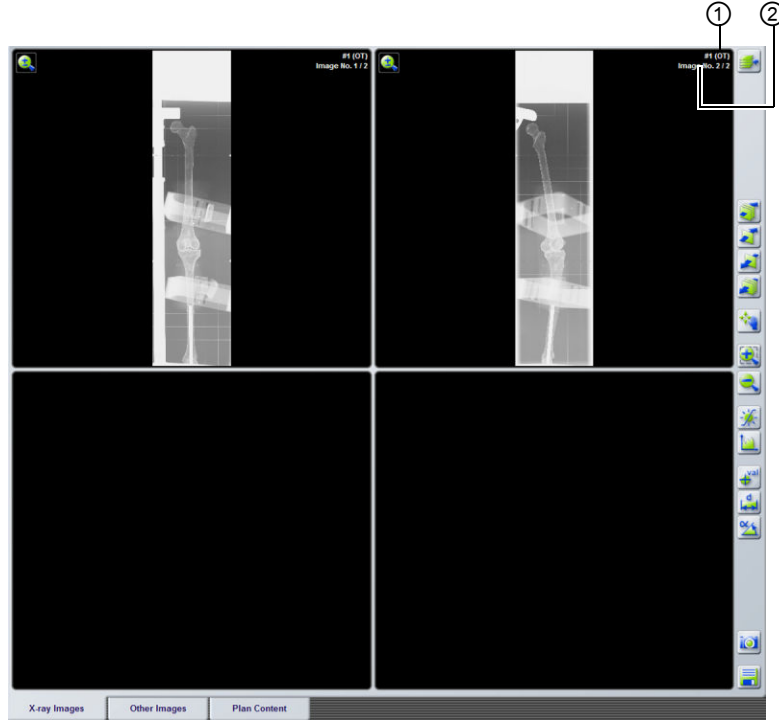 ① ②
#1 (OT)
Image No. 1 / 2
#1 (OT)
Image No. 2 / 2
val
d
α
X-ray Images
Other Images
Plan Content